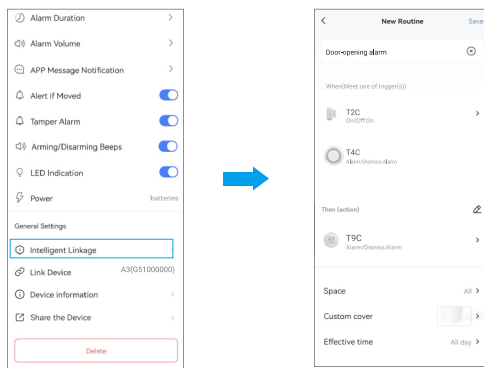 Alarm Duration
Alarm Volume
APP Message Notification
Alert if Moved
Tamper Alarm
Arming/Disarming Beeps
LED Indication
Power batteries
General Settings
Intelligent Linkage
Link Device A3(G51000000)
Device information
Share the Device
Delete
New Routine Save
Door-opening alarm
When(Meet one of trigger(s))
T2C
On/Off:On
T4C
Alarm/Dismiss:Alarm
Then (action)
T9C
Alarm/Dismiss:Alarm
Space All
Custom cover
Effective time All day